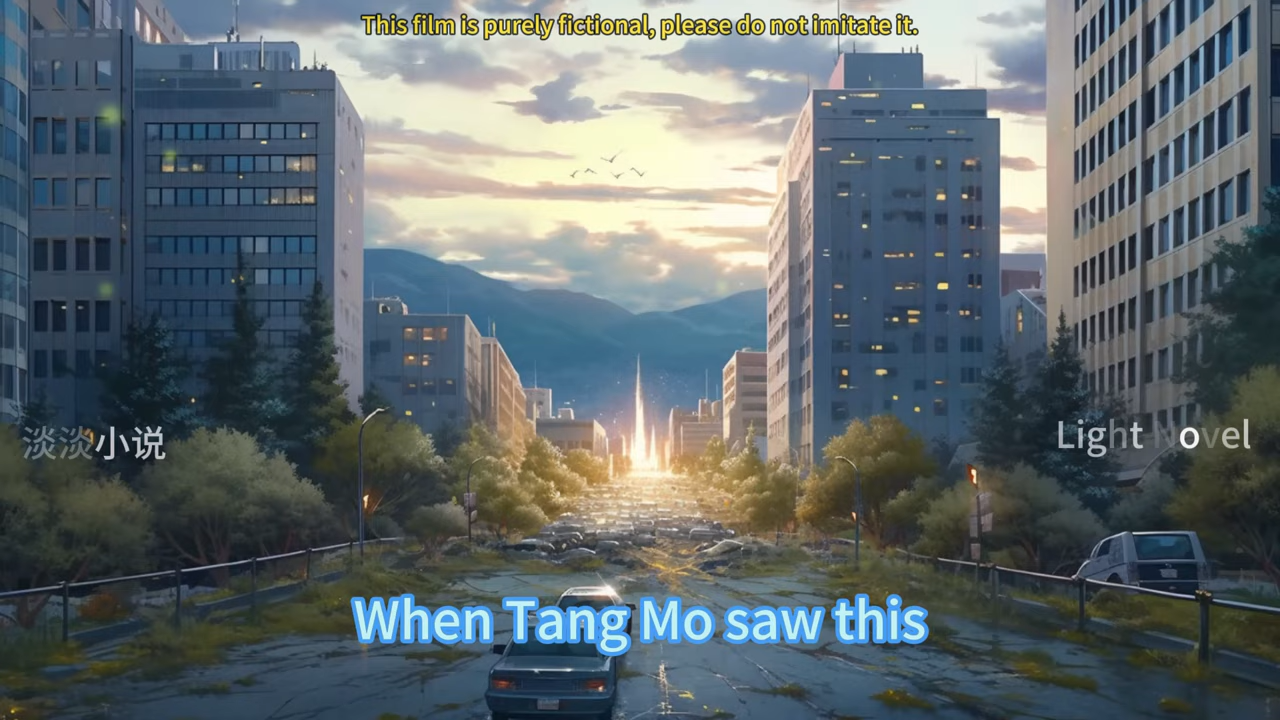 This film is purely fictional, please do not imitate it.
淡淡小说
Light Novel
When Tang Mo saw this